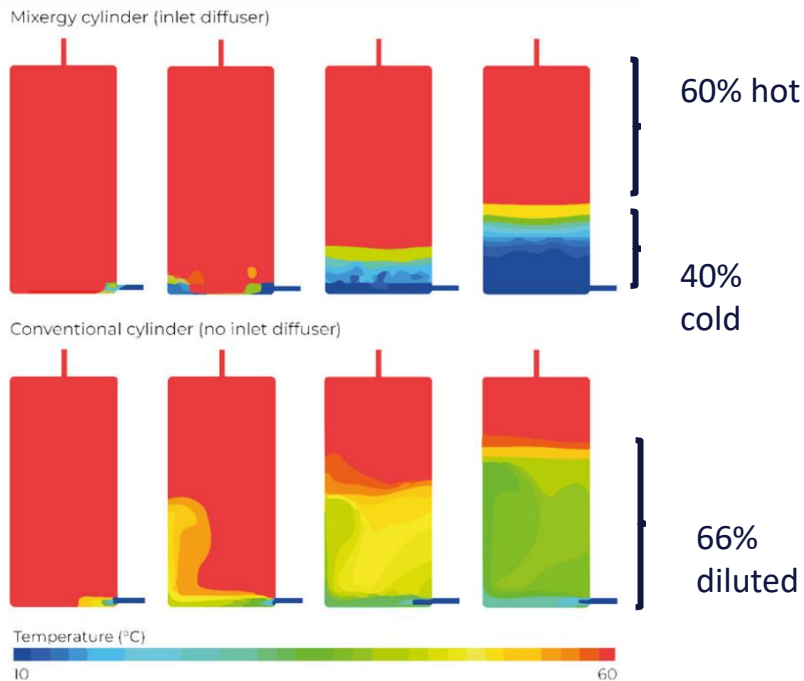 Mixergy cylinder (inlet diffuser)
60% hot
40%
cold
Conventional cylinder (no inlet diffuser)
66%
diluted
Temperature (°C)
10
60